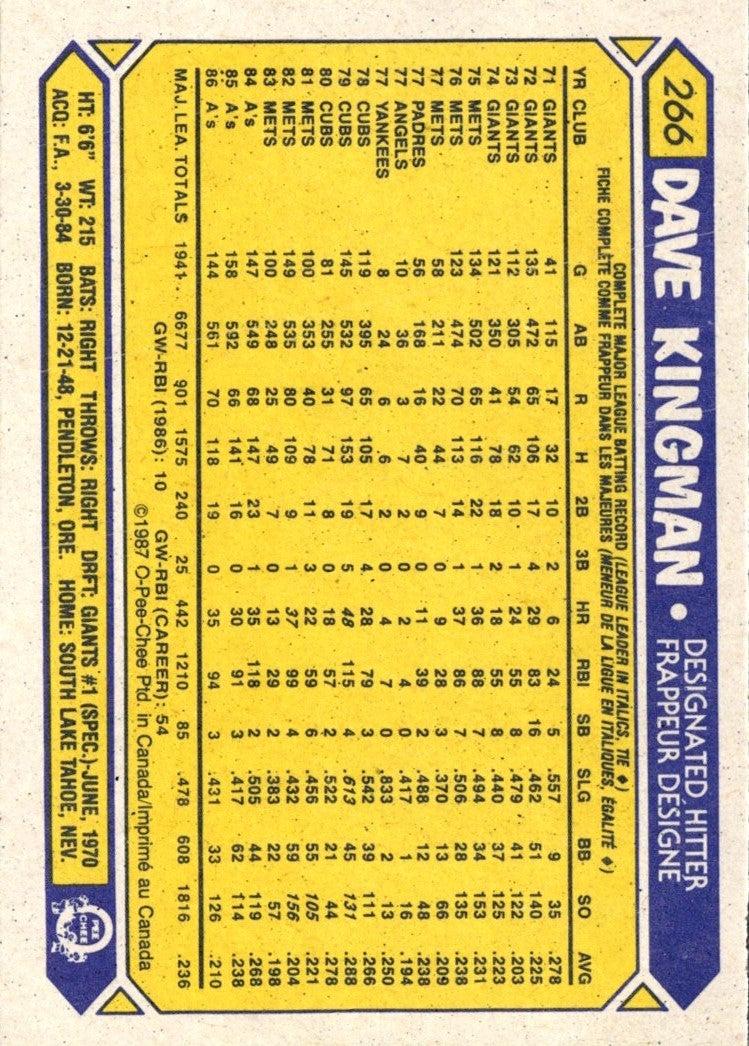 266 DAVE KINGMAN • DESIGNATED HITTER
FRAPPEUR DÉSIGNÉ
COMPLETE MAJOR LEAGUE BATTING RECORD (LEAGUE LEADER IN ITALICS, TIE ♦)
FICHE COMPLÈTE COMME FRAPPEUR DANS LES MAJEURES (MENEUR DE LA LIGUE EN ITALIQUES, ÉGALITÉ ♦)
YR CLUB G AB R H 2B 3B HR RBI SB SLG BB SO AVG
71 GIANTS 41 115 17 32 10 2 6 24 5 .557 9 35 .278
72 GIANTS 135 472 65 106 17 4 29 83 16 .462 51 140 .225
73 GIANTS 112 305 54 62 10 1 24 55 8 .479 41 122 .203
74 GIANTS 121 350 41 78 18 2 18 55 8 .440 37 125 .223
75 METS 134 502 65 116 22 1 36 88 7 .494 34 153 .231
76 METS 123 474 70 113 14 1 37 86 7 .506 28 135 .238
77 METS 58 211 22 44 7 0 9 28 3 .370 13 66 .209
77 PADRES 56 168 16 40 9 0 11 39 2 .488 12 48 .238
77 ANGELS 10 36 3 7 2 0 2 4 0 .417 1 16 .194
77 YANKEES 8 24 6 6 2 0 4 7 0 .833 2 13 .250
78 CUBS 119 395 65 105 17 4 28 79 3 .542 39 111 .266
79 CUBS 145 532 97 153 19 5 48 115 4 .613 45 131 .288
80 CUBS 81 255 31 71 8 0 18 57 2 .522 21 44 .278
81 METS 100 353 40 78 11 3 22 59 6 .456 55 105 .221
82 METS 149 535 80 109 9 1 37 99 4 .432 59 156 .204
83 METS 100 248 25 49 7 0 13 29 2 .383 22 57 .198
84 A's 147 549 68 147 23 1 35 118 2 .505 44 119 .268
85 A's 158 592 66 141 16 0 30 91 3 .417 62 114 .238
86 A's 144 561 70 118 19 0 35 94 3 .431 33 126 .210
MAJ. LEA. TOTALS 1941 6677 901 1575 240 25 442 1210 85 .478 608 1816 .236
GW-RBI (1986): 10 GW-RBI (CAREER): 54
©1987 O-Pee-Chee Ptd. in Canada/Imprimé au Canada
HT: 6'6" WT: 215 BATS: RIGHT THROWS: RIGHT DRFT: GIANTS #1 (SPEC.)-JUNE, 1970
ACQ: F.A., 3-30-84 BORN: 12-21-48, PENDLETON, ORE. HOME: SOUTH LAKE TAHOE, NEV.
O PEE CHEE